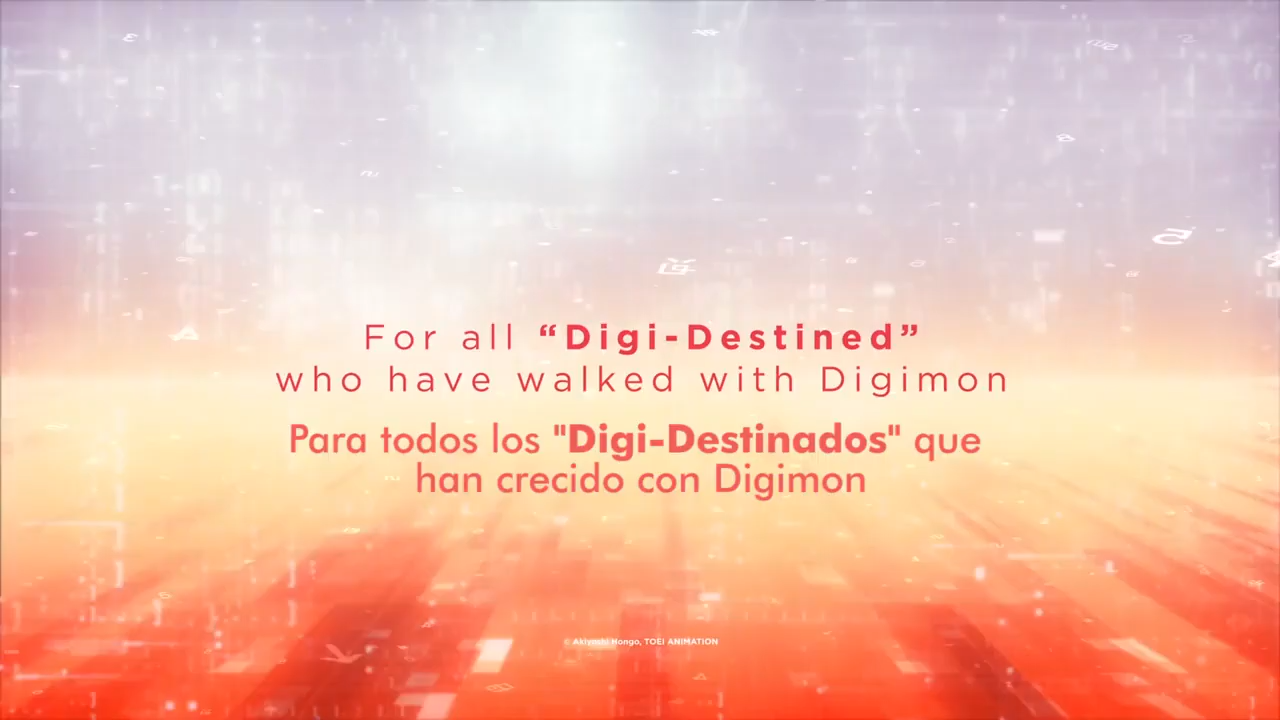 For all “Digi-Destined”
who have walked with Digimon
Para todos los "Digi-Destinados" que
han crecido con Digimon
© Akiyoshi Hongo, TOEI ANIMATION